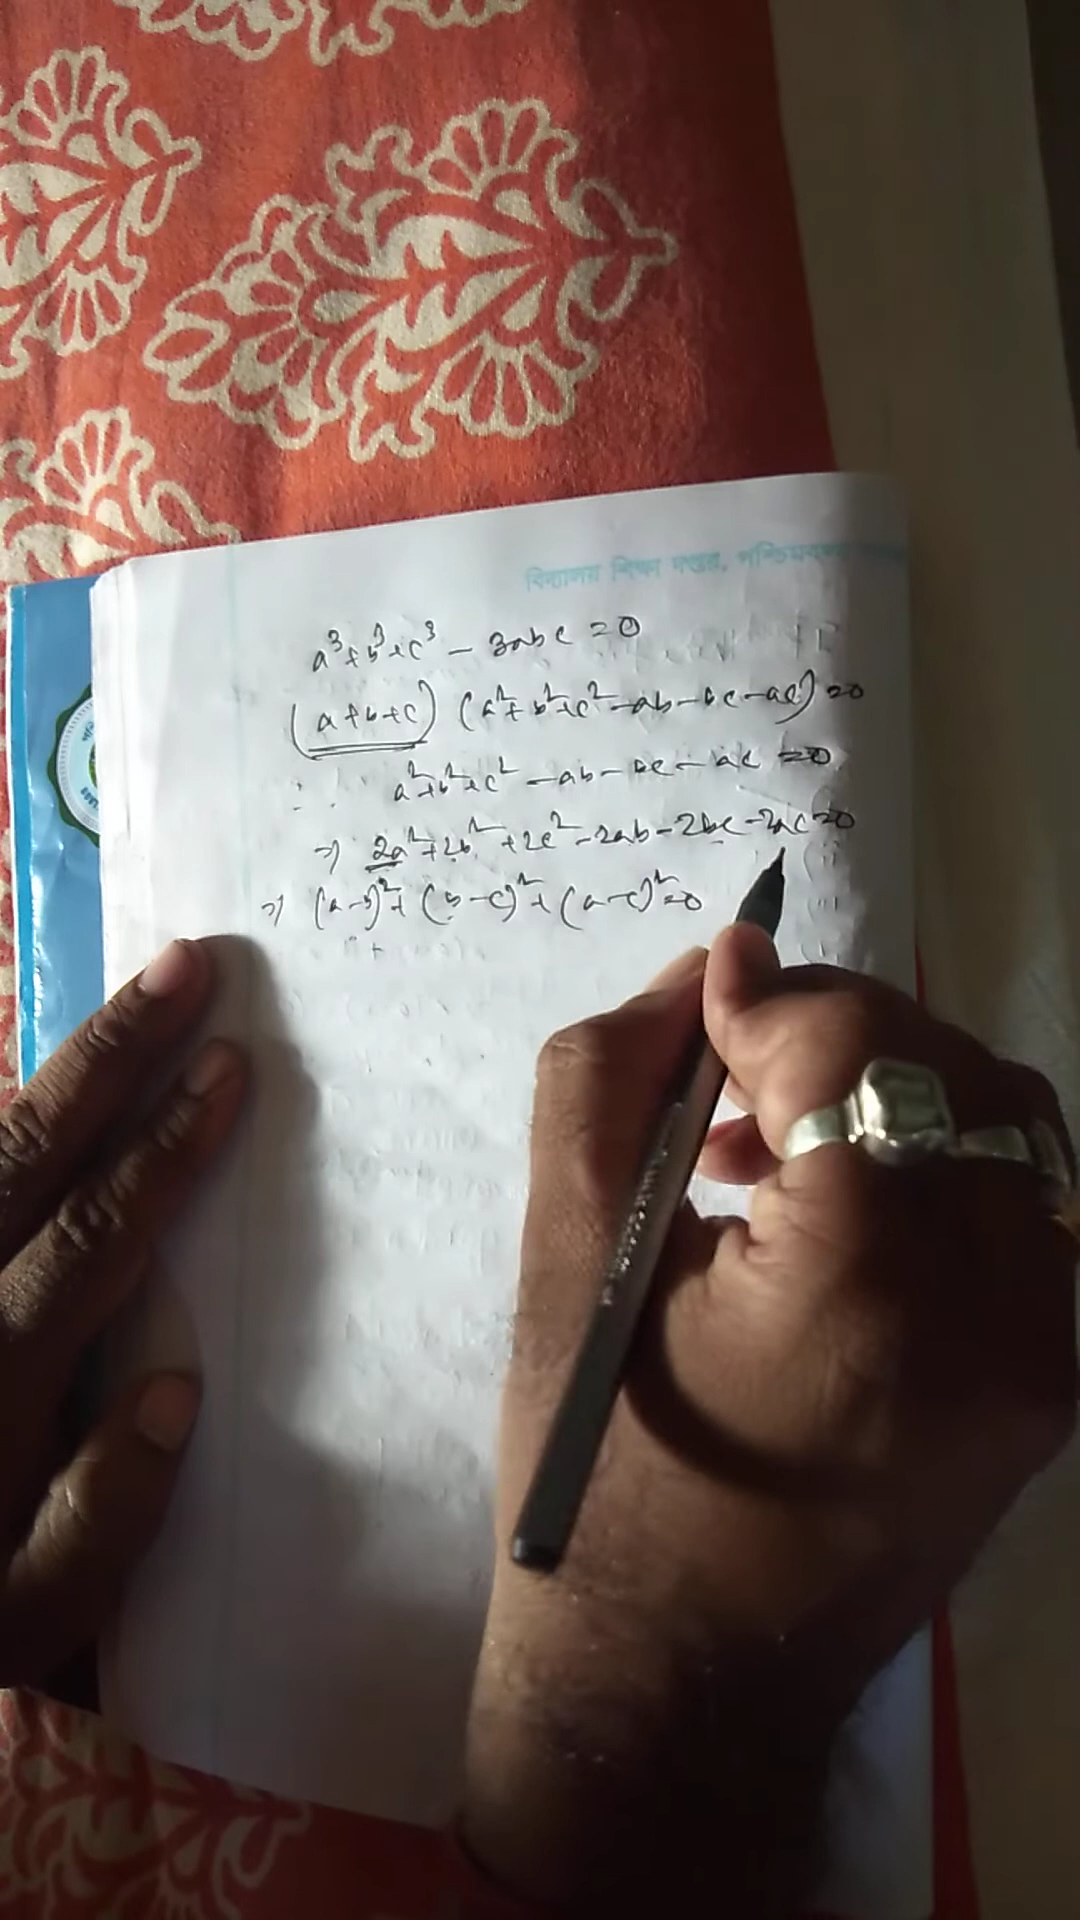 বিদ্যালয় শিক্ষা দপ্তর, পশ্চিমবঙ্গ
a³+b³+c³ - 3abc = 0
(a+b+c) (a²+b²+c²-ab-bc-ac)=0
∴ a²+b²+c² -ab-bc-ac =0
⇒ 2a²+2b²+2c²-2ab-2bc-2ac=0
⇒ (a-b)²+(b-c)²+(a-c)²=0